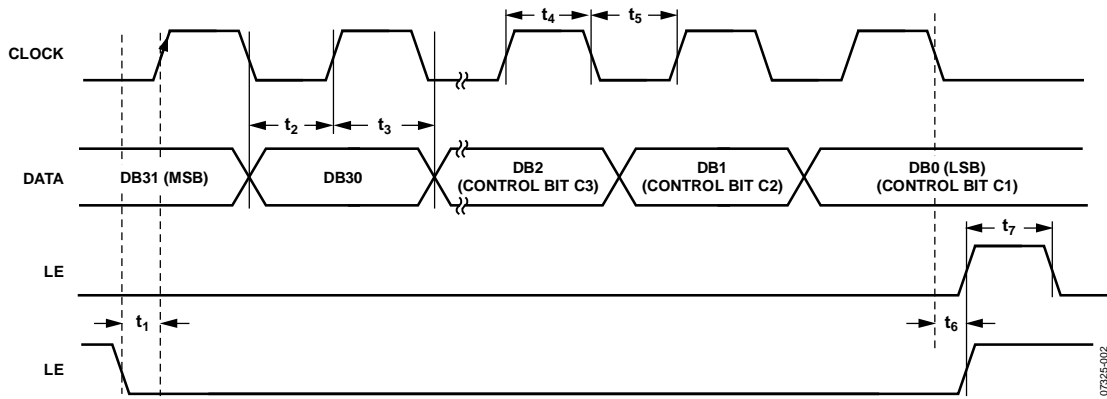 t4
t5
CLOCK
t2
t3
DATA
DB31 (MSB)
DB30
DB2
(CONTROL BIT C3)
DB1
(CONTROL BIT C2)
DB0 (LSB)
(CONTROL BIT C1)
t7
LE
t1
t6
LE
07325-002